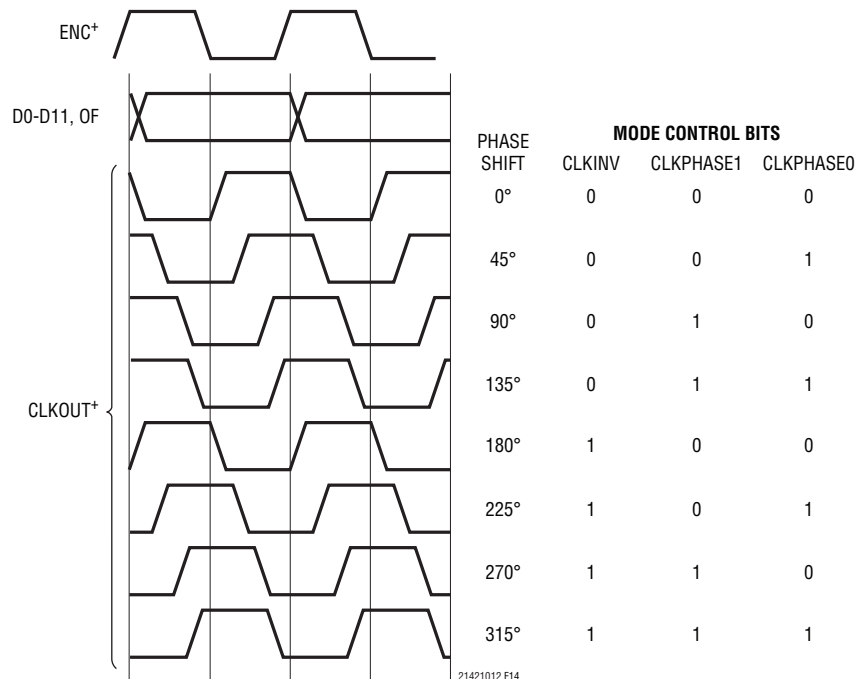 ENC+
D0-D11, OF
PHASE SHIFT
MODE CONTROL BITS
CLKINV CLKPHASE1 CLKPHASE0
0° 0 0 0
45° 0 0 1
90° 0 1 0
135° 0 1 1
CLKOUT+
180° 1 0 0
225° 1 0 1
270° 1 1 0
315° 1 1 1
21421012 F14